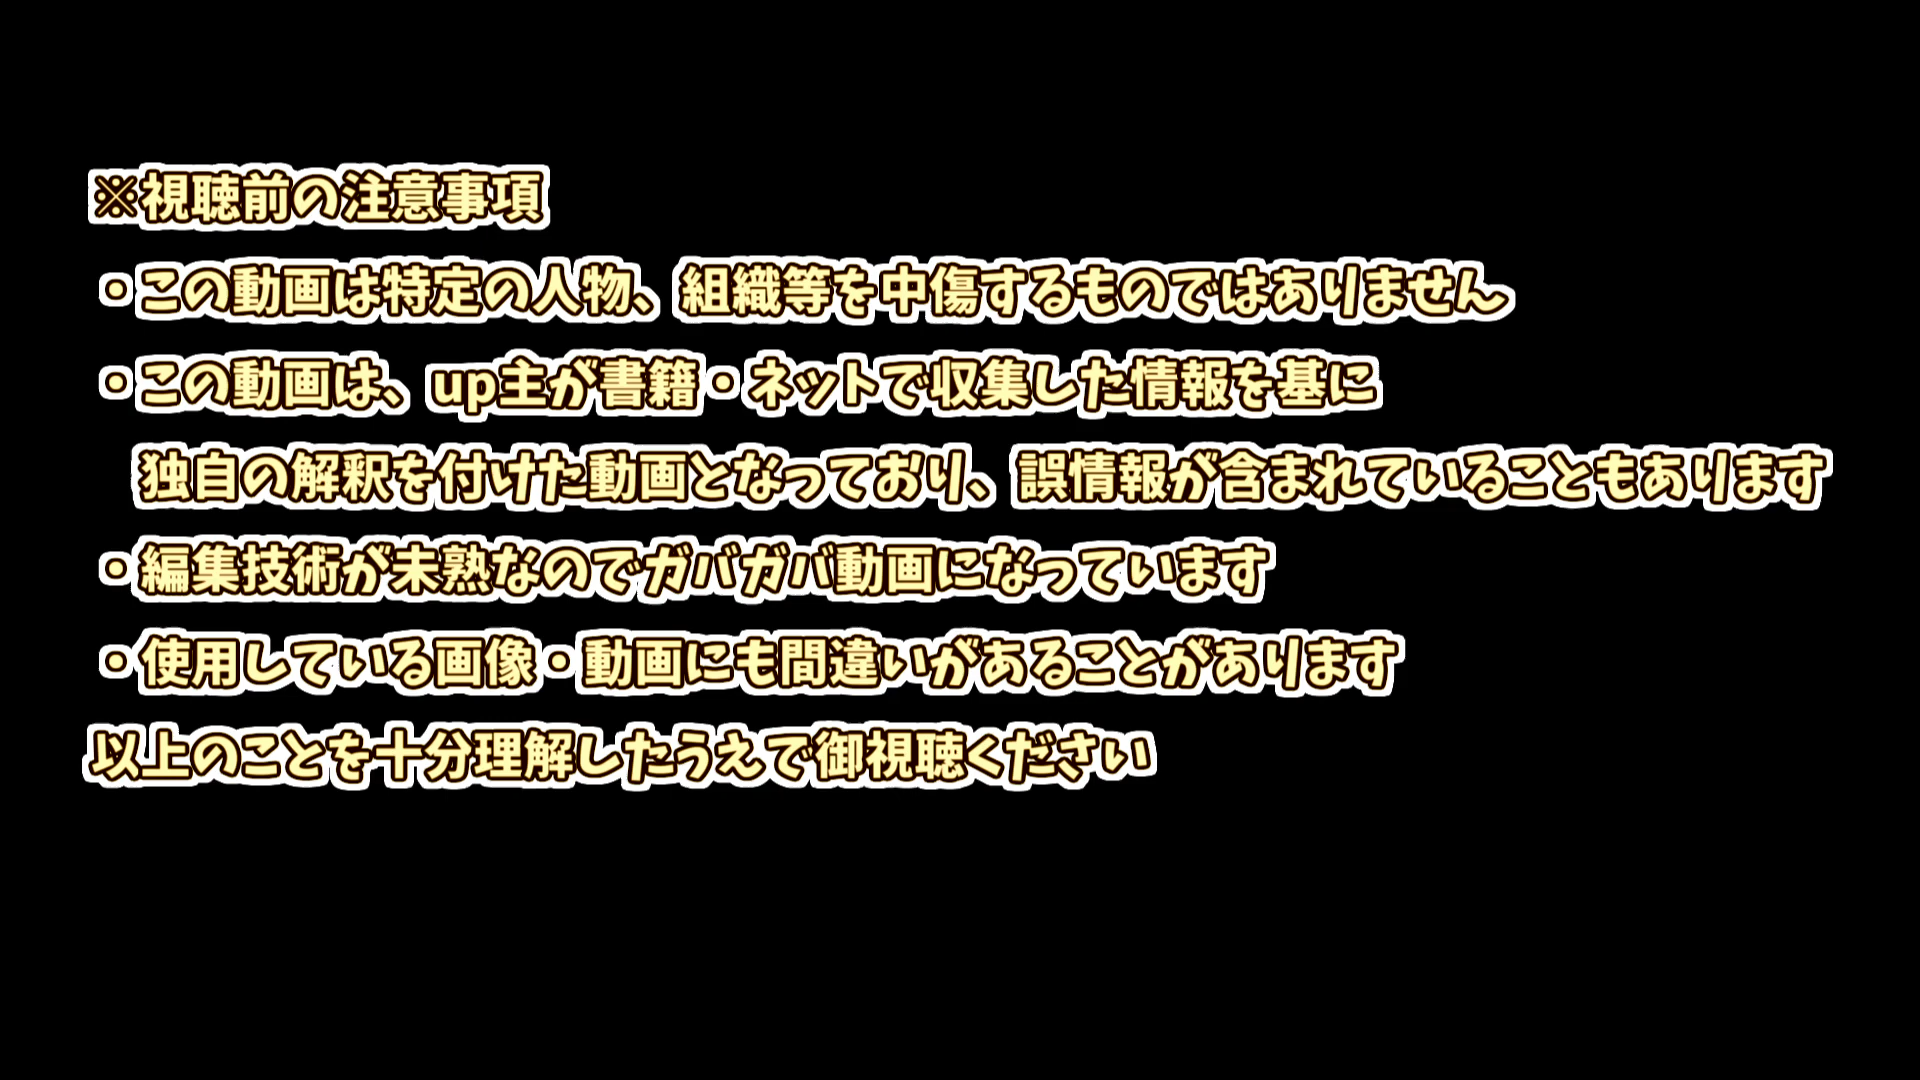 ※視聴前の注意事項
・この動画は特定の人物、組織等を中傷するものではありません
・この動画は、up主が書籍・ネットで収集した情報を基に
独自の解釈を付けた動画となっており、誤情報が含まれていることもあります
・編集技術が未熟なのでガバガバ動画になっています
・使用している画像・動画にも間違いがあることがあります
以上のことを十分理解したうえで御視聴ください